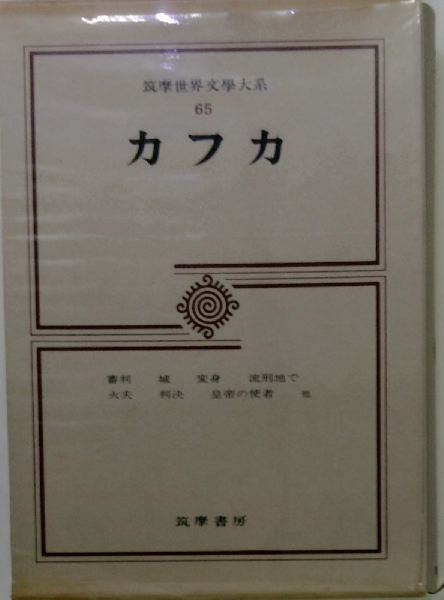 筑摩世界文學大系
65
カフカ
審判 城 変身 流刑地で
火夫 判決 皇帝の使者 他
筑摩書房